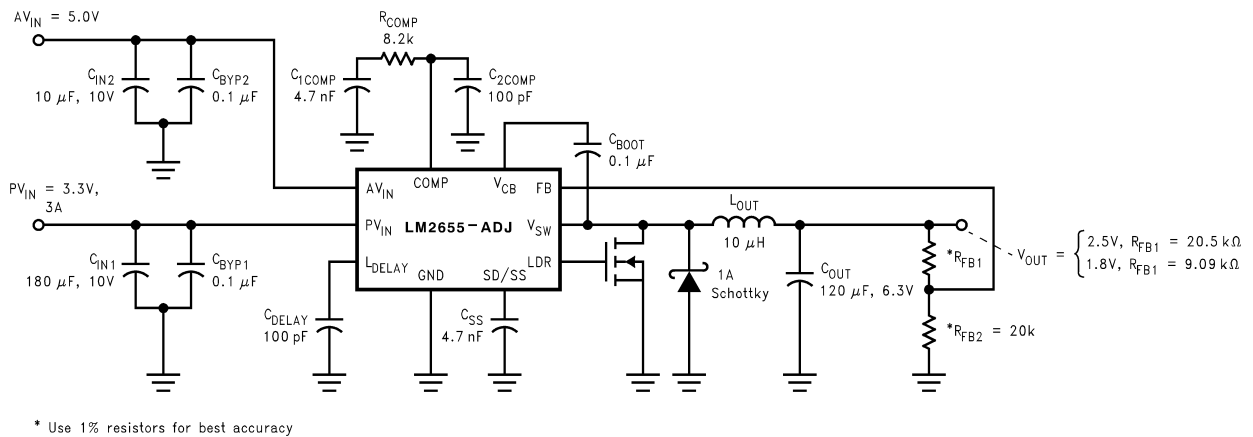 AVIN = 5.0V
CIN2
10 μF, 10V
CBYP2
0.1 μF
RCOMP
8.2k
C1COMP
4.7 nF
C2COMP
100 pF
CBOOT
0.1 μF
PVIN = 3.3V,
3A
CIN1
180 μF, 10V
CBYP1
0.1 μF
AVIN
COMP
VCB
FB
PVIN
LM2655-ADJ
VSW
LDELAY
GND
SD/SS
LDR
CDELAY
100 pF
CSS
4.7 nF
1A
Schottky
LOUT
10 μH
COUT
120 μF, 6.3V
*RFB1
*RFB2 = 20k
VOUT = { 2.5V, RFB1 = 20.5 kΩ
1.8V, RFB1 = 9.09 kΩ
* Use 1% resistors for best accuracy